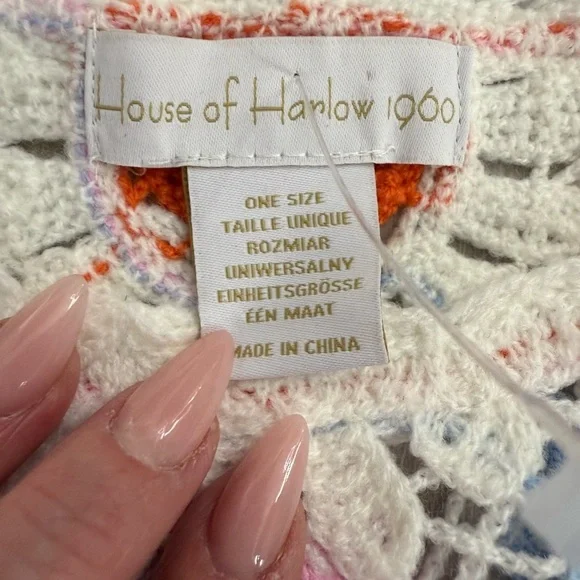 House of Harlow 1960
ONE SIZE
TAILLE UNIQUE
ROZMIAR
UNIWERSALNY
EINHEITSGRÖSSE
ÉÉN MAAT
MADE IN CHINA